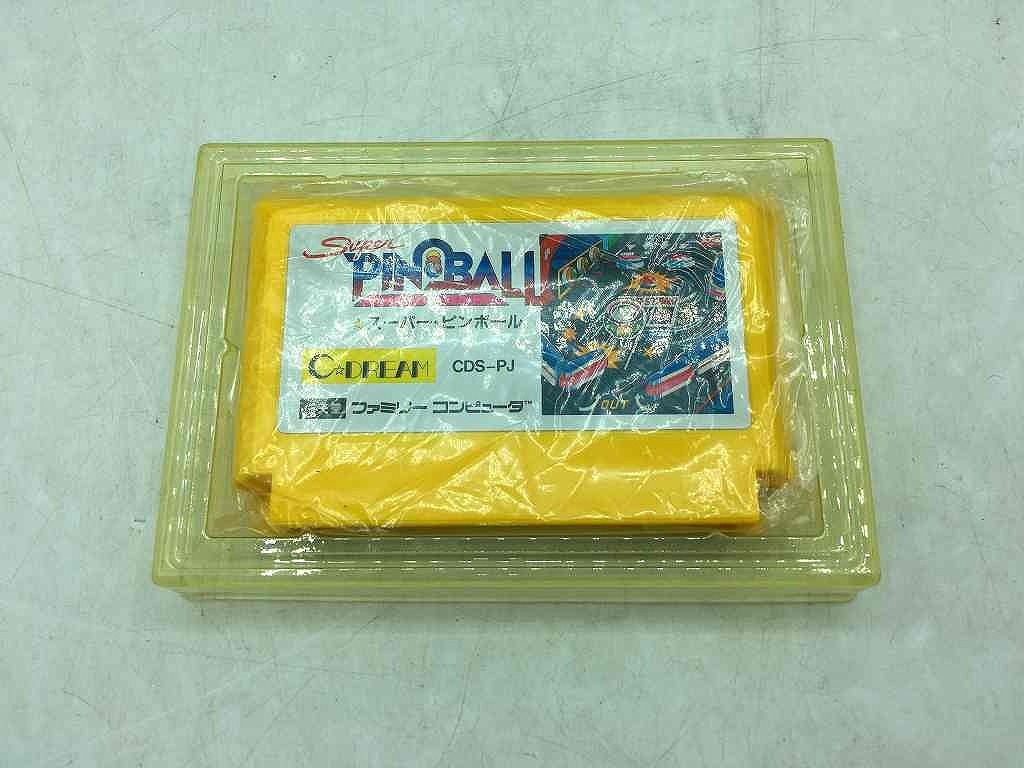 Super
PINBALL
スーパー・ピンボール
C☆DREAM CDS-PJ
ファミリー コンピュータ™
OUT